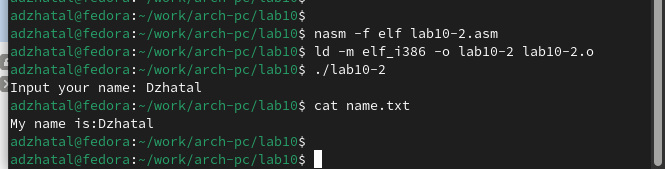 adzhatal@fedora:~/work/arch-pc/lab10$
adzhatal@fedora:~/work/arch-pc/lab10$ nasm -f elf lab10-2.asm
adzhatal@fedora:~/work/arch-pc/lab10$ ld -m elf_i386 -o lab10-2 lab10-2.o
adzhatal@fedora:~/work/arch-pc/lab10$ ./lab10-2
Input your name: Dzhatal
adzhatal@fedora:~/work/arch-pc/lab10$ cat name.txt
My name is:Dzhatal
adzhatal@fedora:~/work/arch-pc/lab10$
adzhatal@fedora:~/work/arch-pc/lab10$